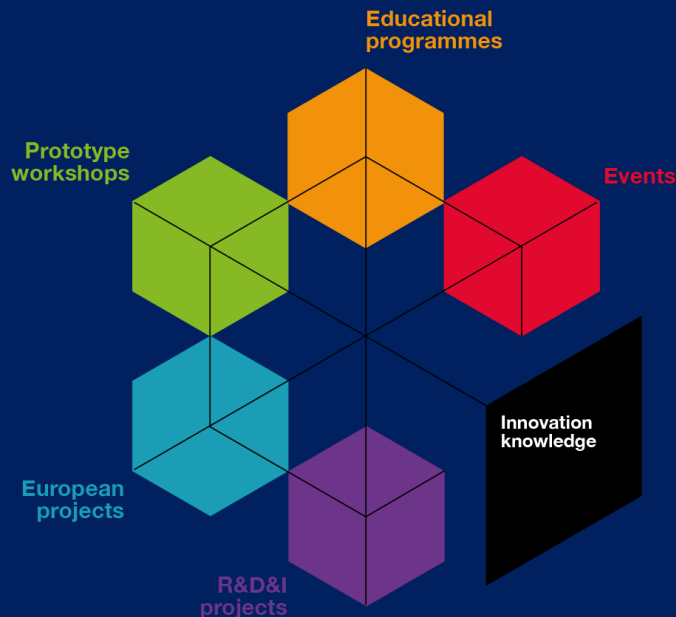 Educational
programmes
Prototype
workshops
Events
Innovation
knowledge
European
projects
R&D&I
projects